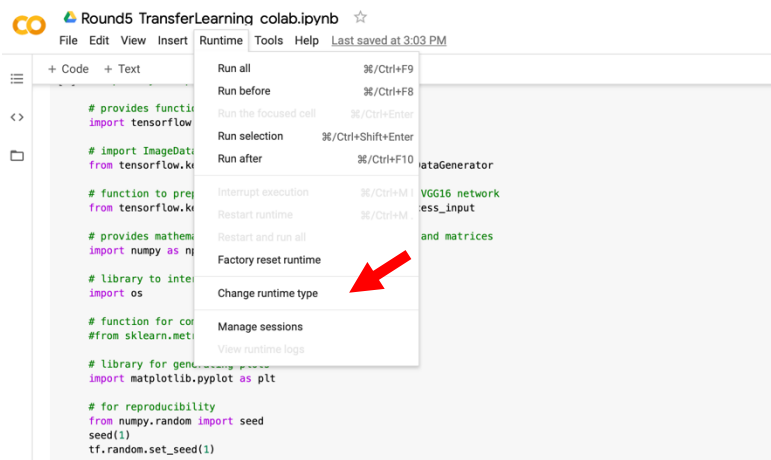 Round5_TransferLearning_colab.ipynb
File Edit View Insert Runtime Tools Help Last saved at 3:03 PM
+ Code + Text
Run all ⌘/Ctrl+F9
Run before ⌘/Ctrl+F8
Run the focused cell ⌘/Ctrl+Enter
Run selection ⌘/Ctrl+Shift+Enter
Run after ⌘/Ctrl+F10
Interrupt execution ⌘/Ctrl+M I
Restart runtime ⌘/Ctrl+M .
Restart and run all
Factory reset runtime
Change runtime type
Manage sessions
View runtime logs
# provides functio
import tensorflow
# import ImageData
from tensorflow.ke ataGenerator
# function to prep VGG16 network
from tensorflow.ke ess_input
# provides mathema and matrices
import numpy as np
# library to inter
import os
# function for con
#from sklearn.metr
# library for generating plots
import matplotlib.pyplot as plt
# for reproducibility
from numpy.random import seed
seed(1)
tf.random.set_seed(1)